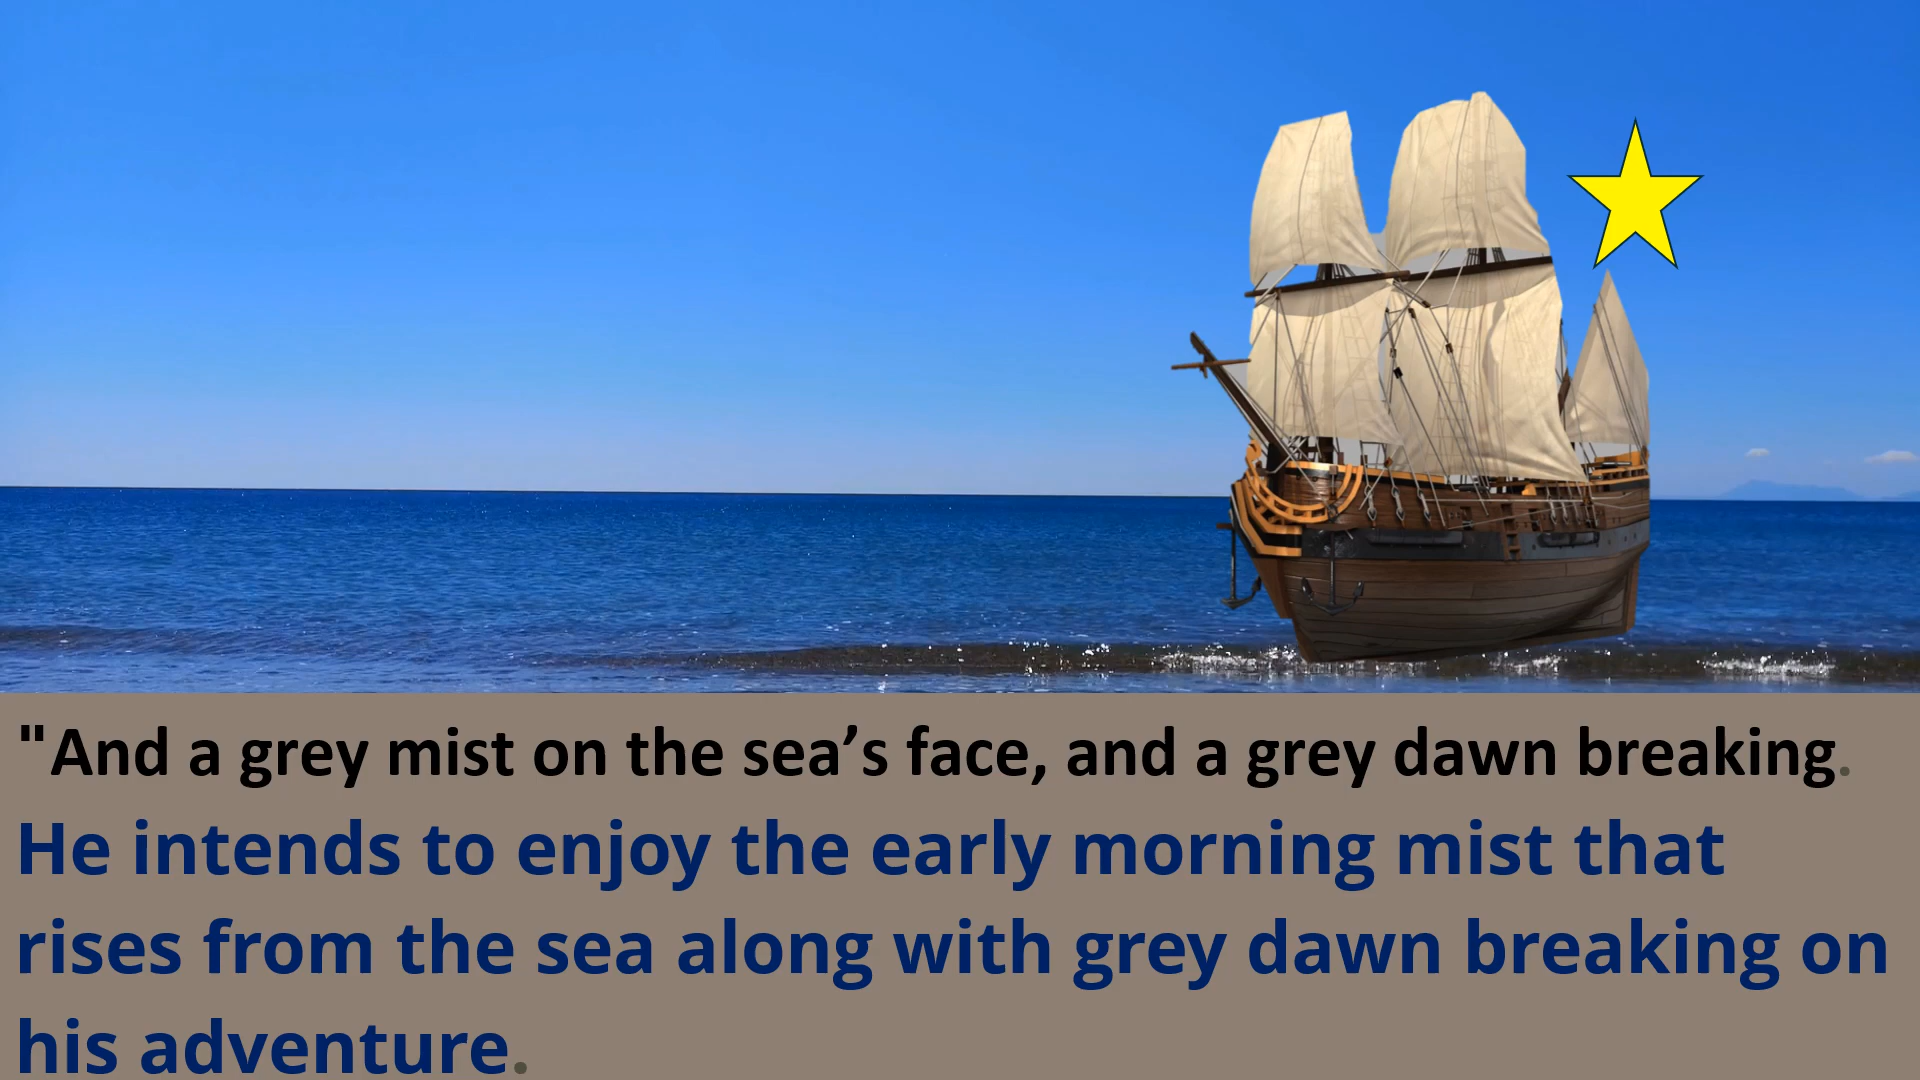 "And a grey mist on the sea’s face, and a grey dawn breaking.
He intends to enjoy the early morning mist that
rises from the sea along with grey dawn breaking on
his adventure.